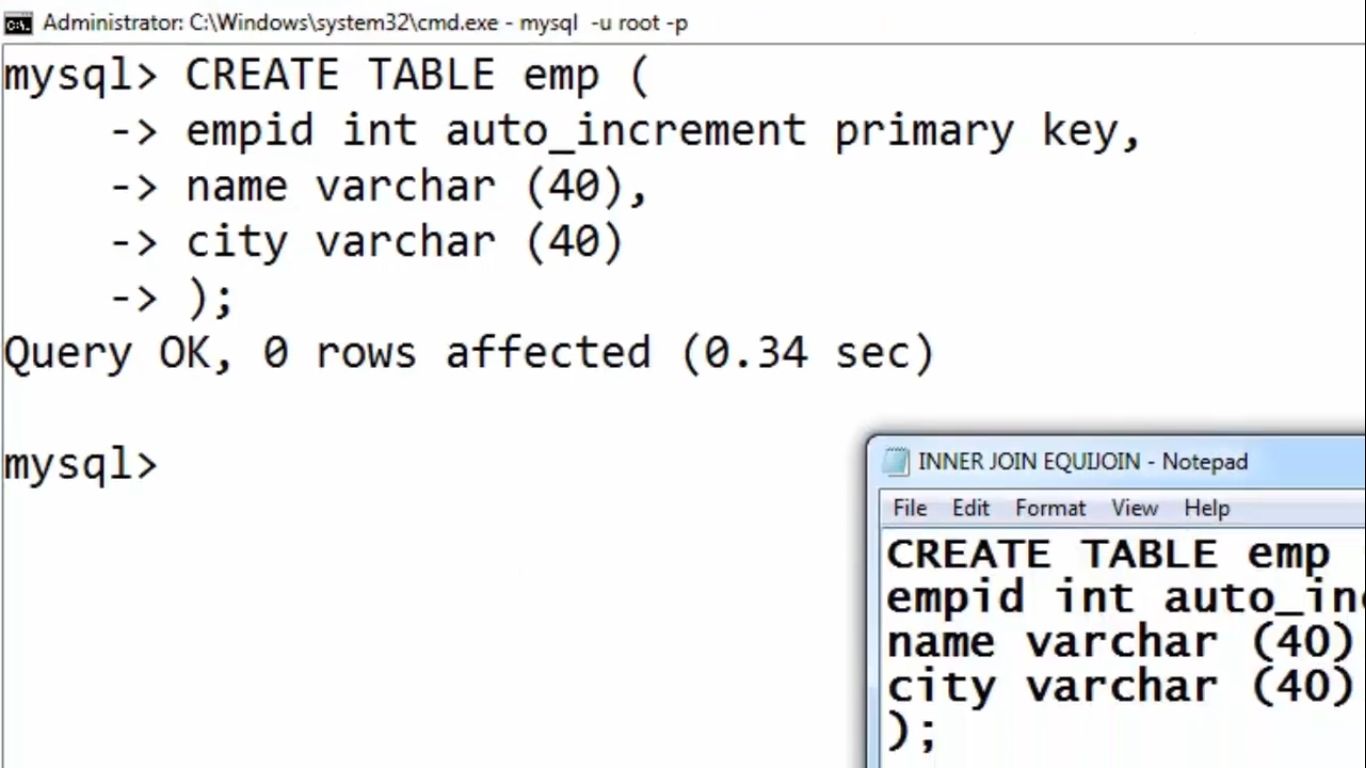 Administrator: C:\Windows\system32\cmd.exe - mysql -u root -p
mysql> CREATE TABLE emp (
-> empid int auto_increment primary key,
-> name varchar (40),
-> city varchar (40)
-> );
Query OK, 0 rows affected (0.34 sec)
mysql>
INNER JOIN EQUIJOIN - Notepad
File Edit Format View Help
CREATE TABLE emp
empid int
name varchar (40)
city varchar (40)
);